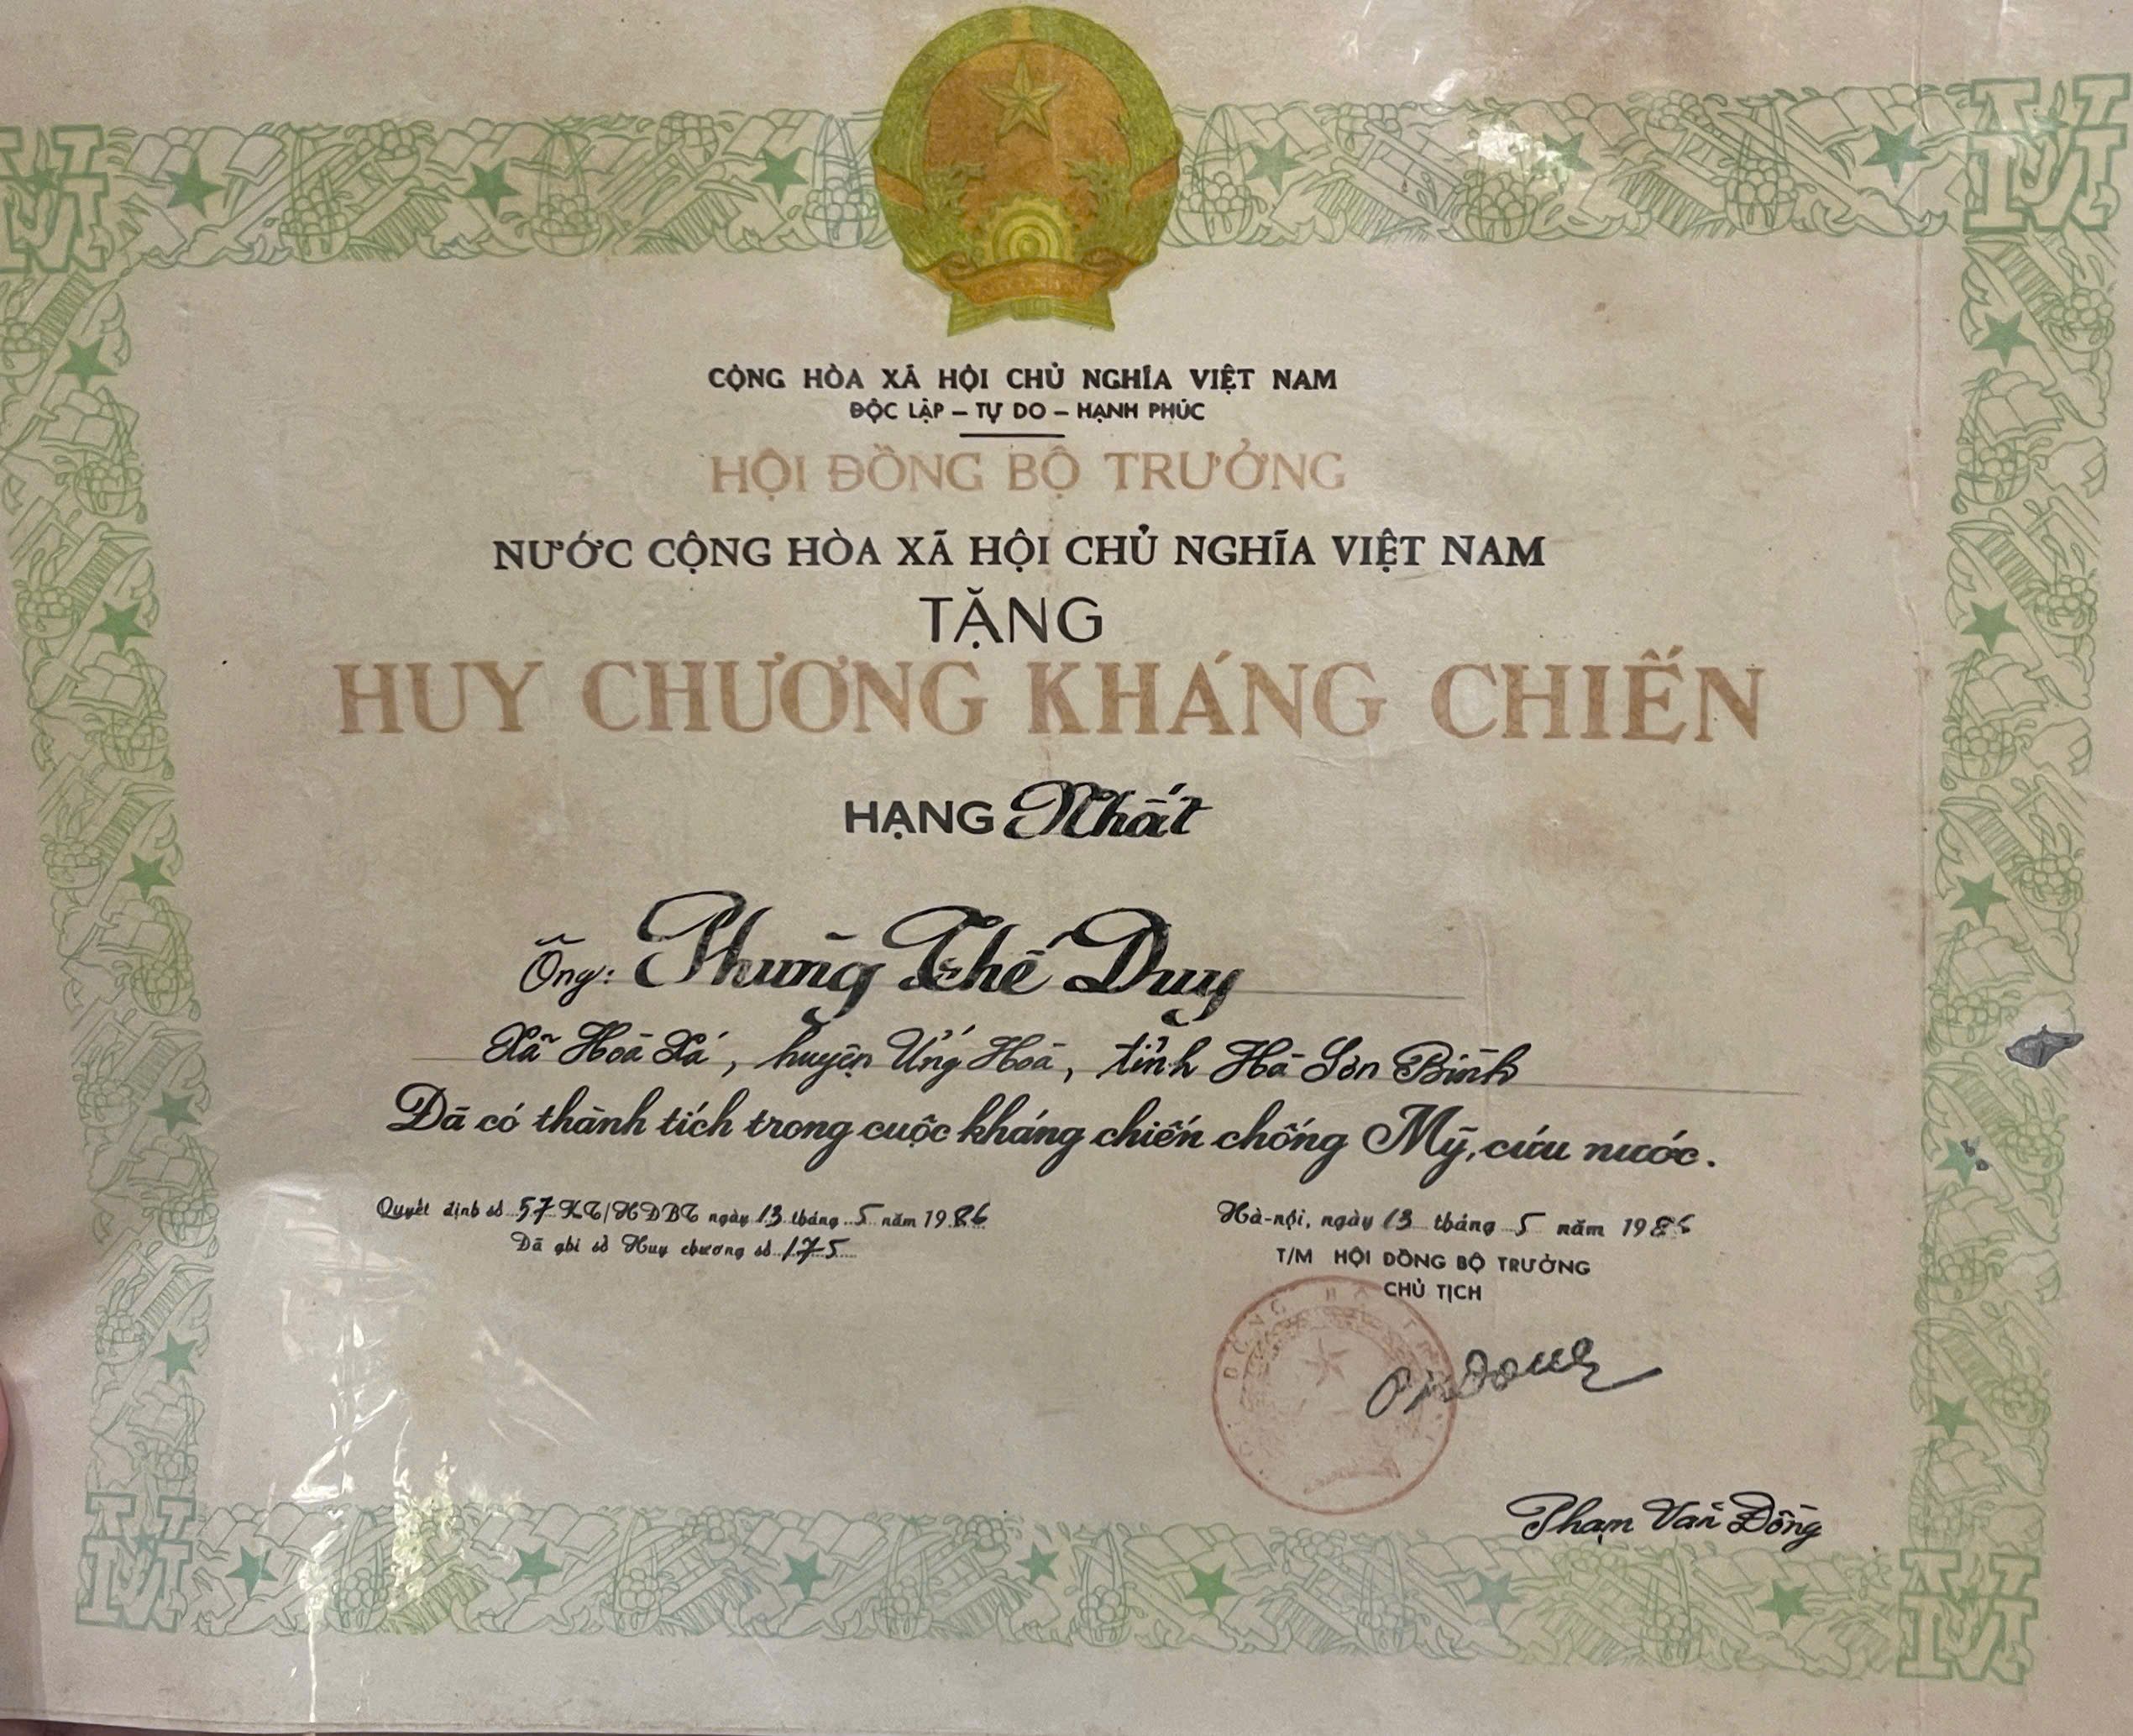 CỘNG HÒA XÃ HỘI CHỦ NGHĨA VIỆT NAM
ĐỘC LẬP – TỰ DO – HẠNH PHÚC
HỘI ĐỒNG BỘ TRƯỞNG
NƯỚC CỘNG HÒA XÃ HỘI CHỦ NGHĨA VIỆT NAM
TẶNG
HUY CHƯƠNG KHÁNG CHIẾN
HẠNG Nhất
Ông: Phùng Thế Duy
Xã Hoà Xá, huyện Ứng Hoà, tỉnh Hà Sơn Bình
Đã có thành tích trong cuộc kháng chiến chống Mỹ, cứu nước.
Quyết định số 57 KT/HĐBT ngày 13 tháng 5 năm 1986
Đã ghi sổ Huy chương số 175
Hà-nội, ngày 13 tháng 5 năm 1986
T/M HỘI ĐỒNG BỘ TRƯỞNG
CHỦ TỊCH
Phạm Văn Đồng